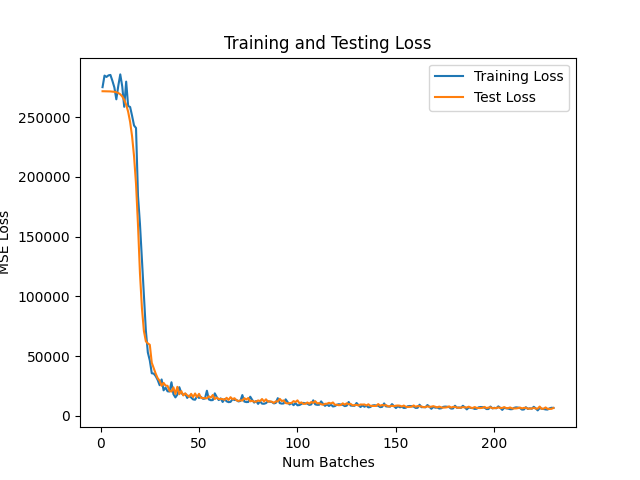 Training and Testing Loss
Training Loss
Test Loss
250000
200000
150000
100000
50000
0
MSE Loss
0 50 100 150 200
Num Batches